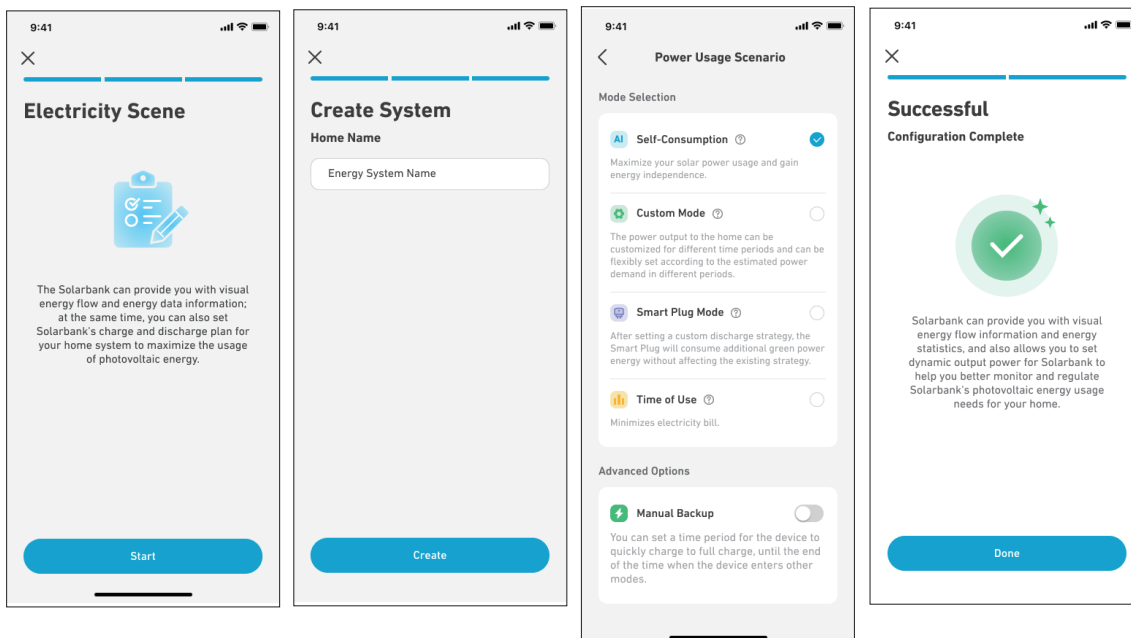 9:41
Electricity Scene
The Solarbank can provide you with visual
energy flow and energy data information;
at the same time, you can also set
Solarbank's charge and discharge plan for
your home system to maximize the usage
of photovoltaic energy.
Start
9:41
Create System
Home Name
Energy System Name
Create
9:41
Power Usage Scenario
Mode Selection
AI Self-Consumption ?
Maximize your solar power usage and gain
energy independence.
Custom Mode ?
The power output to the home can be
customized for different time periods and can be
flexibly set according to the estimated power
demand in different periods.
Smart Plug Mode ?
After setting a custom discharge strategy, the
Smart Plug will consume additional green power
energy without affecting the existing strategy.
Time of Use ?
Minimizes electricity bill.
Advanced Options
Manual Backup
You can set a time period for the device to
quickly charge to full charge, until the end
of the time when the device enters other
modes.
9:41
Successful
Configuration Complete
Solarbank can provide you with visual
energy flow information and energy
statistics, and also allows you to set
dynamic output power for Solarbank to
help you better monitor and regulate
Solarbank's photovoltaic energy usage
needs for your home.
Done